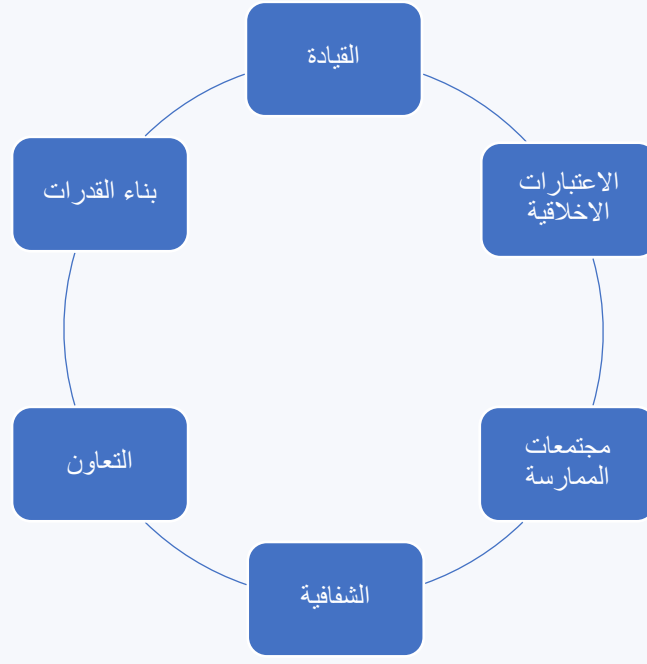 القيادة
الاعتبارات
الاخلاقية
مجتمعات
الممارسة
الشفافية
التعاون
بناء القدرات